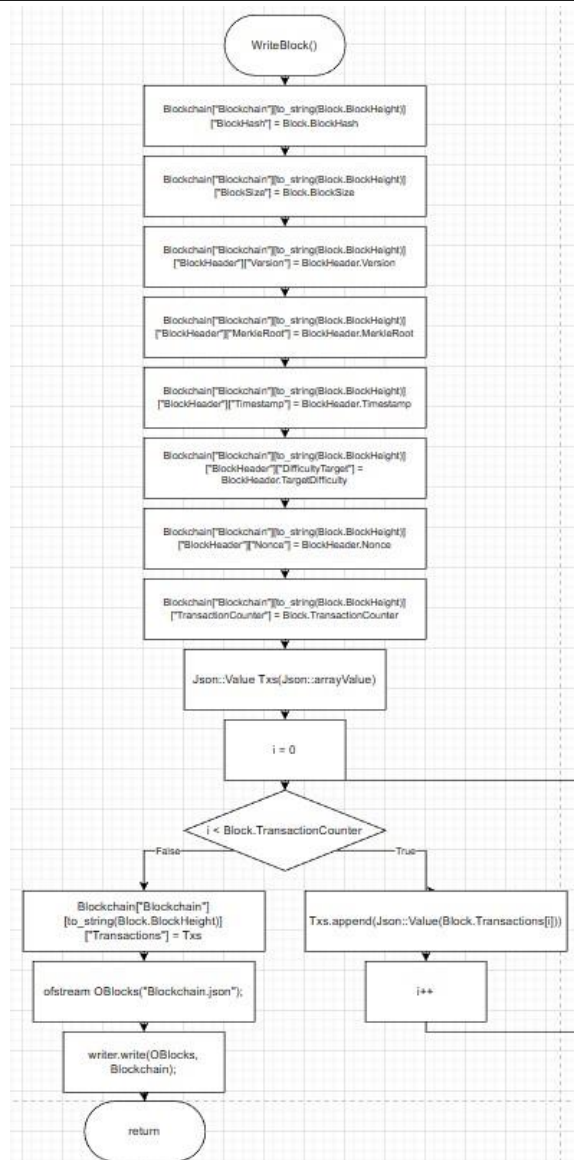 WriteBlock()
Blockchain["Blockchain"][to_string(Block.BlockHeight)]
["BlockHash"] = Block.BlockHash
Blockchain["Blockchain"][to_string(Block.BlockHeight)]
["BlockSize"] = Block.BlockSize
Blockchain["Blockchain"][to_string(Block.BlockHeight)]
["BlockHeader"]["Version"] = BlockHeader.Version
Blockchain["Blockchain"][to_string(Block.BlockHeight)]
["BlockHeader"]["MerkleRoot"] = BlockHeader.MerkleRoot
Blockchain["Blockchain"][to_string(Block.BlockHeight)]
["BlockHeader"]["Timestamp"] = BlockHeader.Timestamp
Blockchain["Blockchain"][to_string(Block.BlockHeight)]
["BlockHeader"]["DifficultyTarget"] =
BlockHeader.TargetDifficulty
Blockchain["Blockchain"][to_string(Block.BlockHeight)]
["BlockHeader"]["Nonce"] = BlockHeader.Nonce
Blockchain["Blockchain"][to_string(Block.BlockHeight)]
["TransactionCounter"] = Block.TransactionCounter
Json::Value Txs(Json::arrayValue)
i = 0
i < Block.TransactionCounter
False
True
Blockchain["Blockchain"]
[to_string(Block.BlockHeight)]
["Transactions"] = Txs
Txs.append(Json::Value(Block.Transactions[i]))
ofstream OBlocks("Blockchain.json");
i++
writer.write(OBlocks,
Blockchain);
return